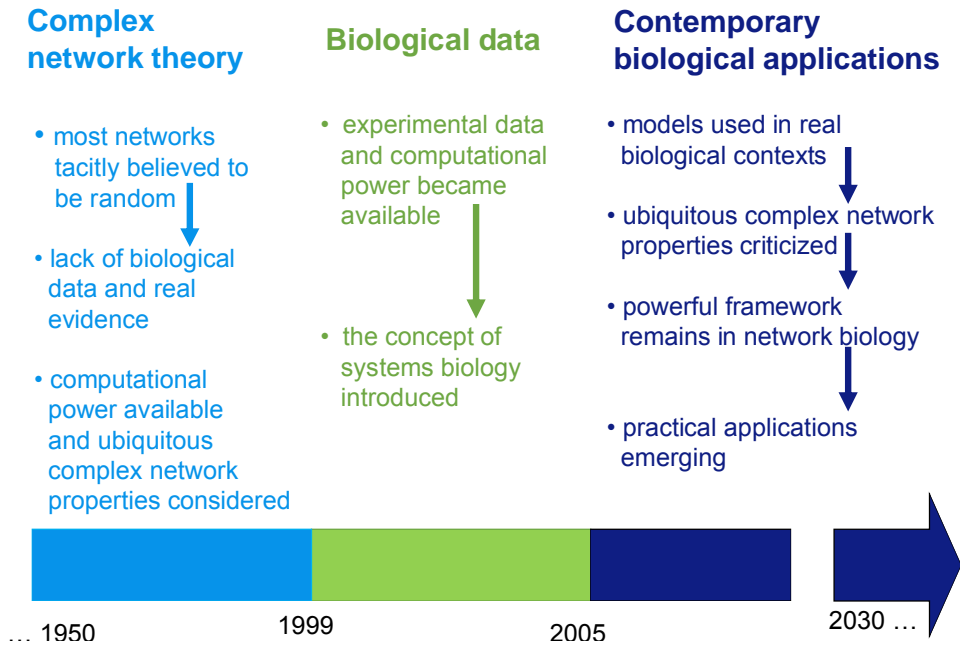 Complex
network theory
• most networks
tacitly believed to
be random
• lack of biological
data and real
evidence
• computational
power available
and ubiquitous
complex network
properties considered
Biological data
• experimental data
and computational
power became
available
• the concept of
systems biology
introduced
Contemporary
biological applications
• models used in real
biological contexts
• ubiquitous complex network
properties criticized
• powerful framework
remains in network biology
• practical applications
emerging
... 1950
1999
2005
2030 ...